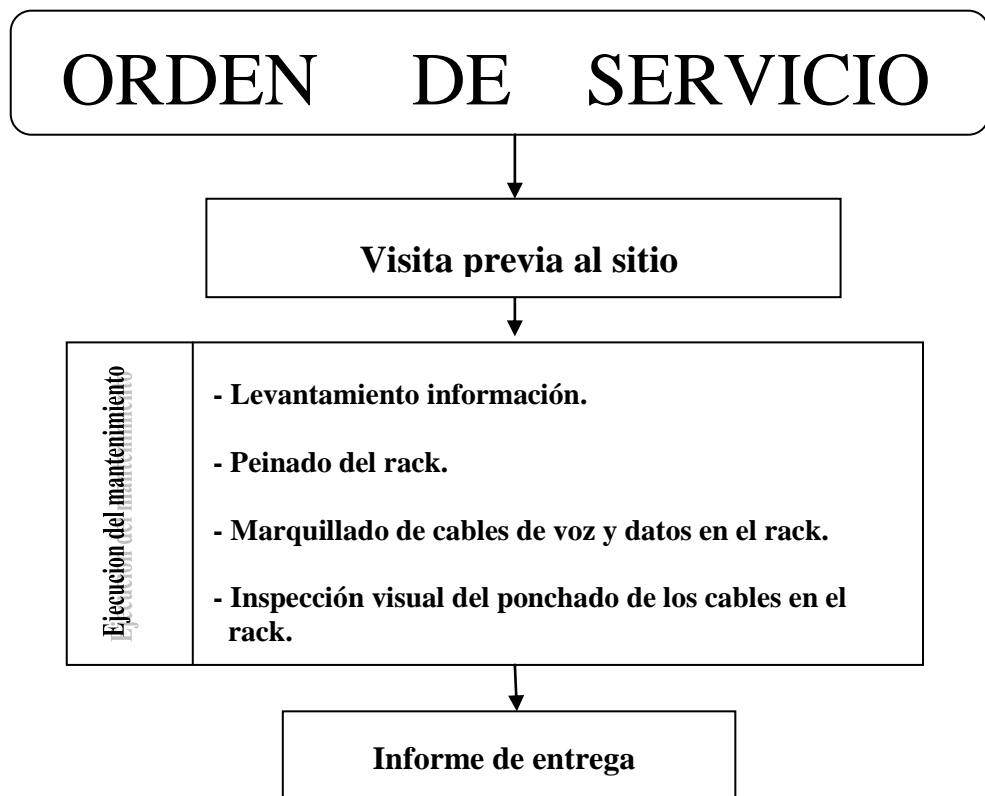 ORDEN DE SERVICIO
Visita previa al sitio
Ejecucion del mantenimiento
- Levantamiento información.
- Peinado del rack.
- Marquillado de cables de voz y datos en el rack.
- Inspección visual del ponchado de los cables en el
rack.
Informe de entrega